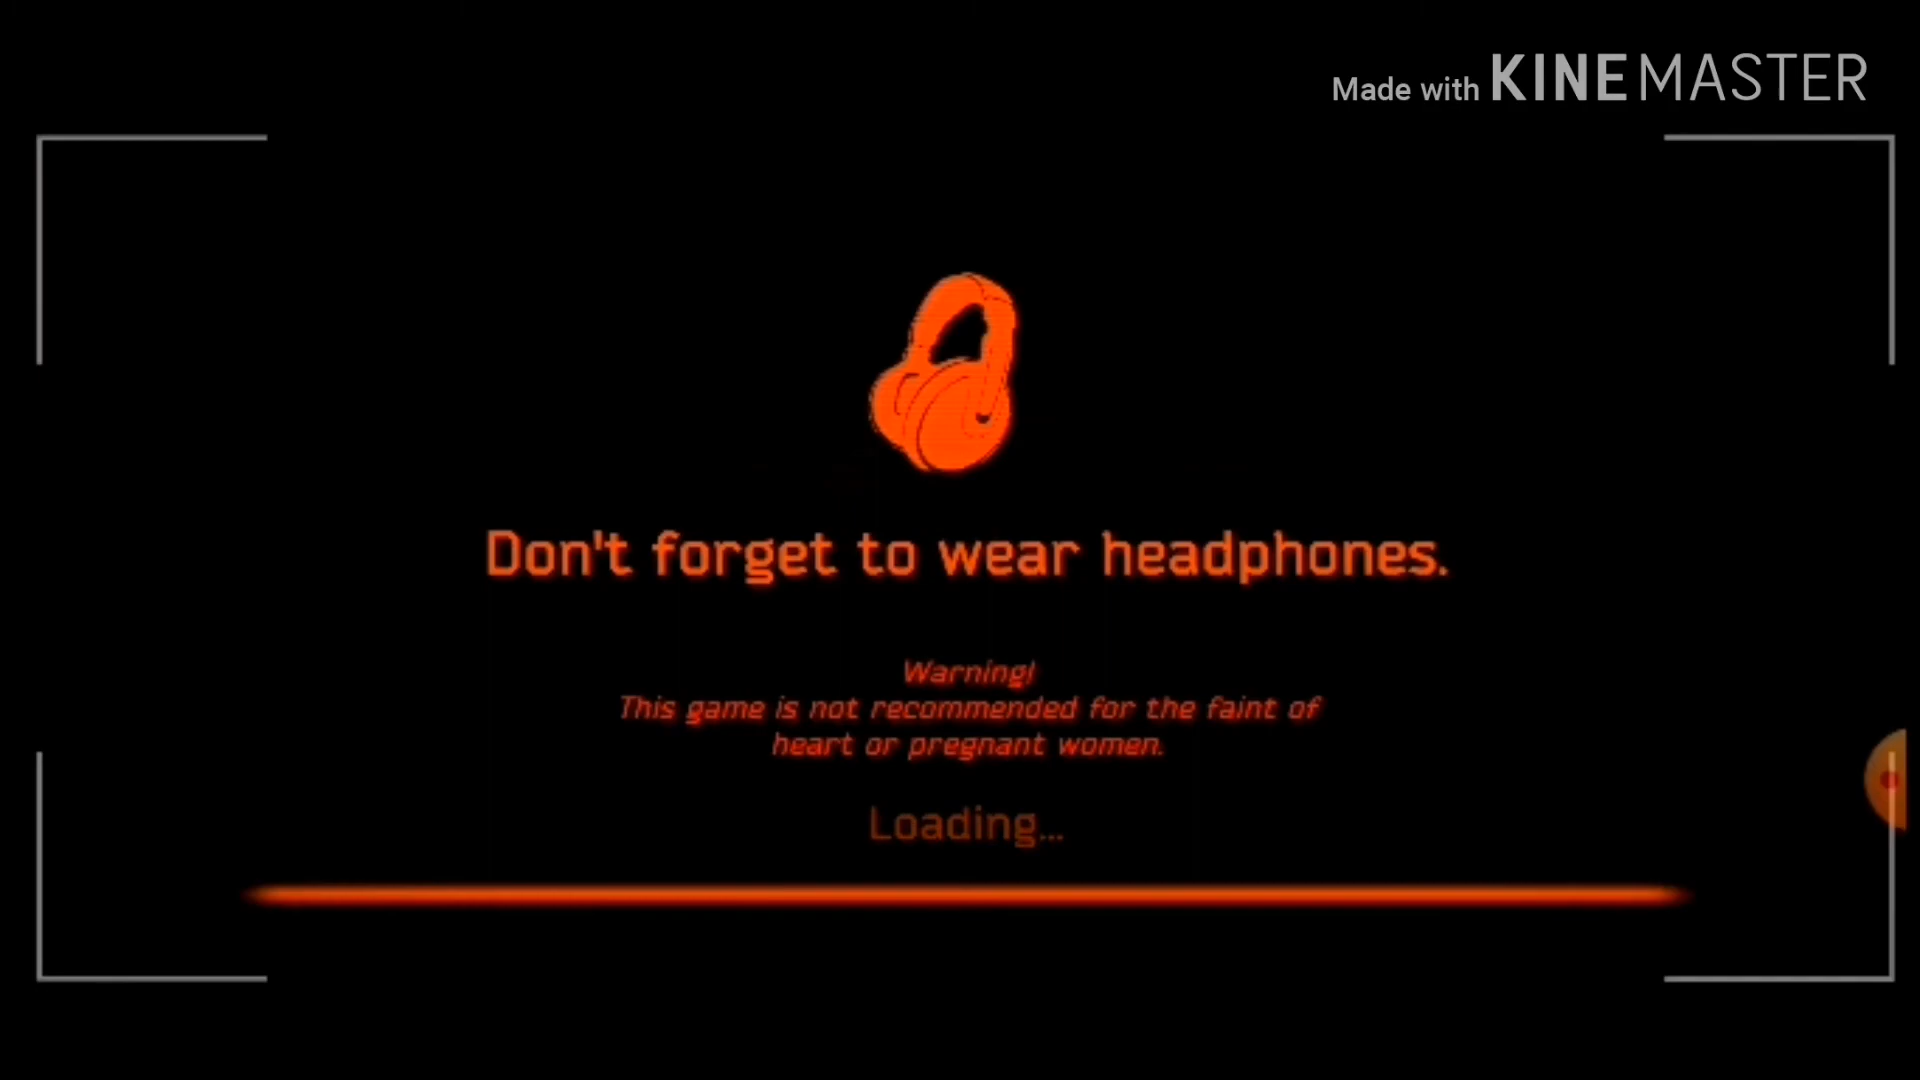 Made with KINEMASTER
Don't forget to wear headphones.
Warning!
This game is not recommended for the faint of
heart or pregnant women.
Loading...